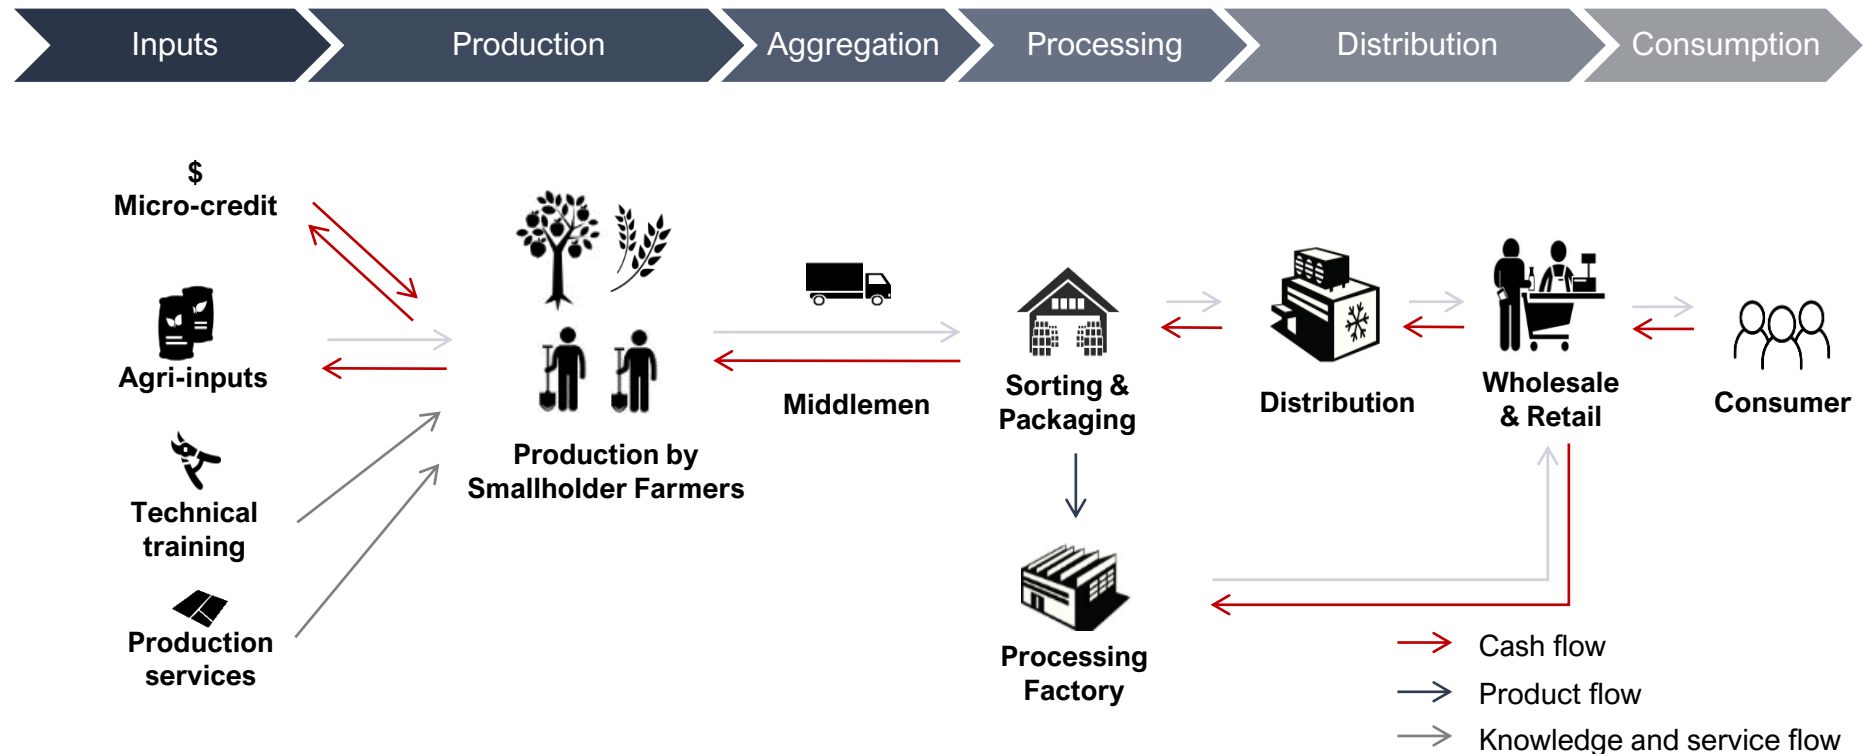 Inputs
Production
Aggregation
Processing
Distribution
Consumption
$
Micro-credit
Agri-inputs
Technical
training
Production
services
Production by
Smallholder Farmers
Middlemen
Sorting &
Packaging
Processing
Factory
Distribution
Wholesale
& Retail
Consumer
Cash flow
Product flow
Knowledge and service flow